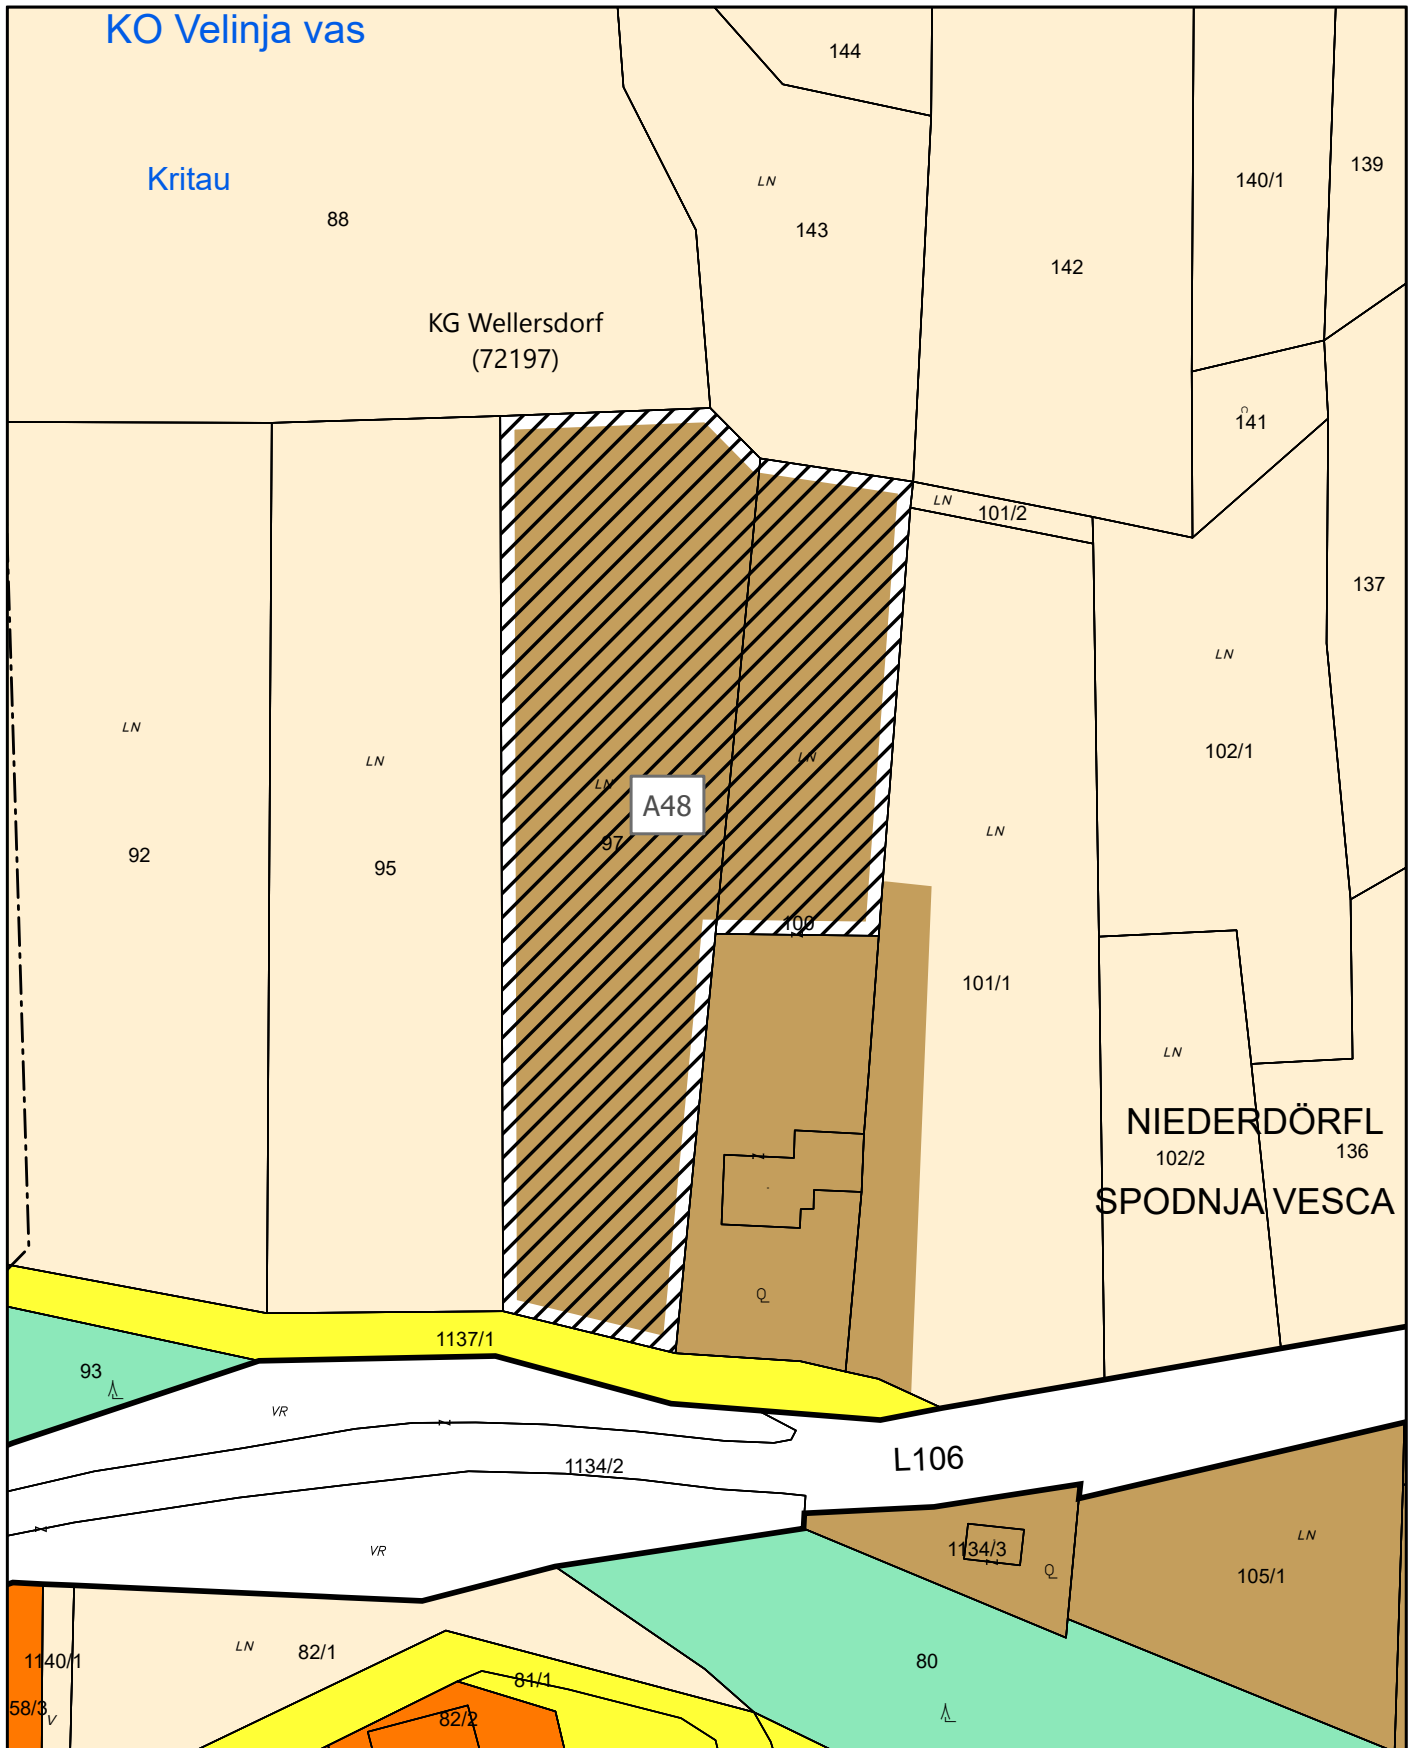 KO Velinja vas
144
139
140/1
Kritau
LN
88
143
142
KG Wellersdorf
(72197)
141
LN
101/2
137
LN
LN
102/1
LN
LN
LN
A48
LN
97
92
95
100
101/1
LN
NIEDERDÖRFL
102/2
136
SPODNJA VESCA
1137/1
93
VR
L106
1134/2
LN
1134/3
VR
105/1
LN
82/1
1140/1
80
81/1
58/3
V
82/2